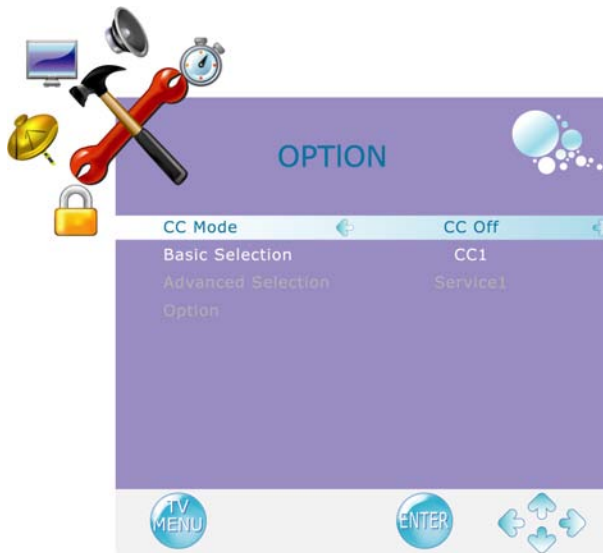 OPTION
CC Mode CC Off
Basic Selection CC1
Advanced Selection Service1
Option
TV MENU
ENTER